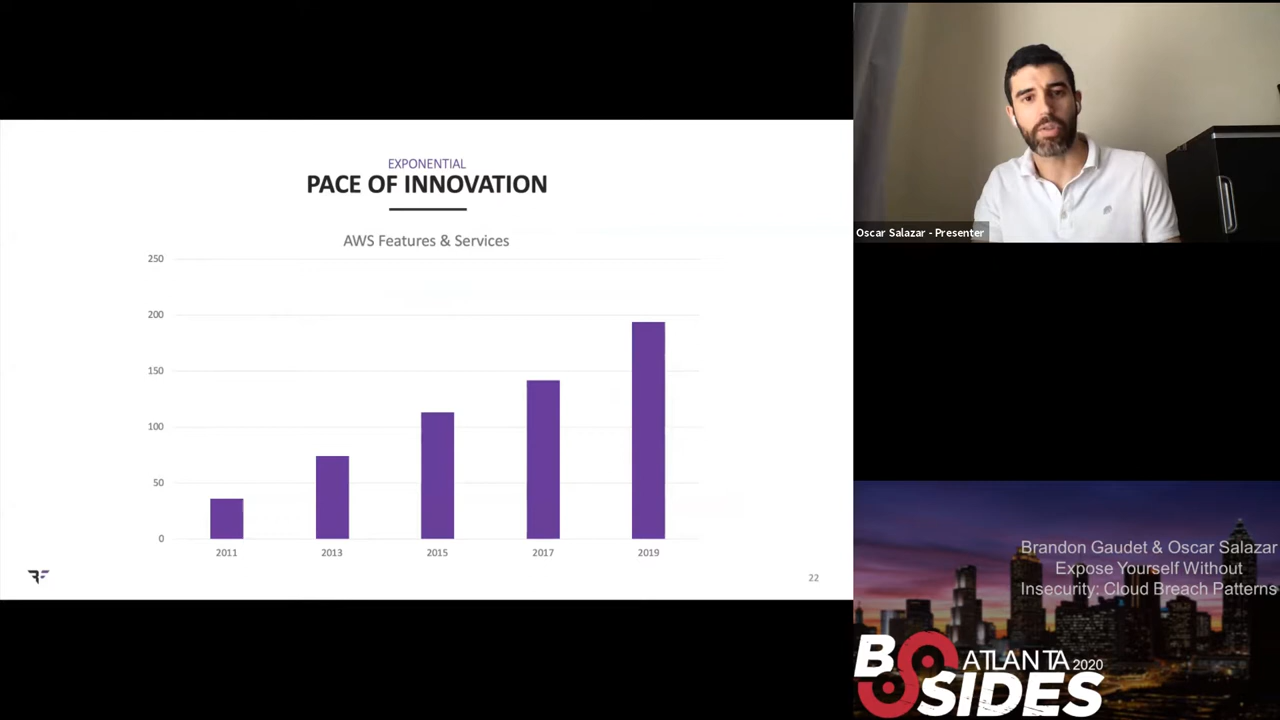 EXPONENTIAL
PACE OF INNOVATION
AWS Features & Services
250
200
150
100
50
0
2011 2013 2015 2017 2019
22
Oscar Salazar - Presenter
Brandon Gaudet & Oscar Salazar
Expose Yourself Without
Insecurity: Cloud Breach Patterns
B
ATLANTA 2020
SIDES